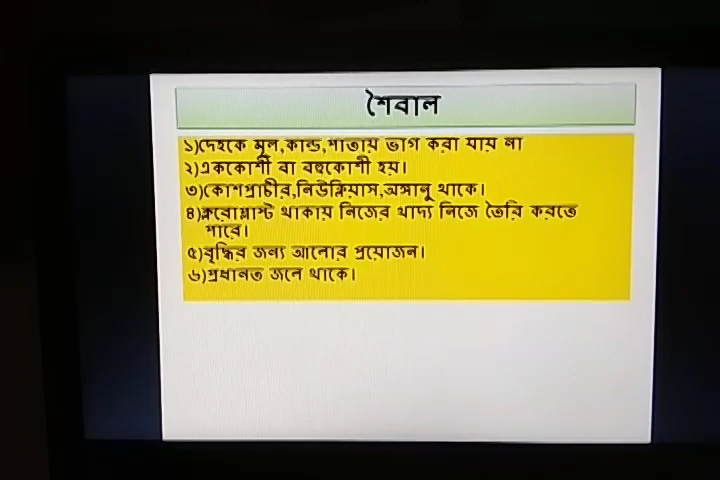 শৈবাল
১)দেহকে মূল,কান্ড,পাতায় ভাগ করা যায় না
২)এককোশী বা বহুকোশী হয়।
৩)কোশপ্রাচীর,নিউক্লিয়াস,অঙ্গানু থাকে।
৪)ক্লরোপ্লাস্ট থাকায় নিজের খাদ্য নিজে তৈরি করতে
পারে।
৫)বৃদ্ধির জন্য আলোর প্রয়োজন।
৬)প্রধানত জলে থাকে।